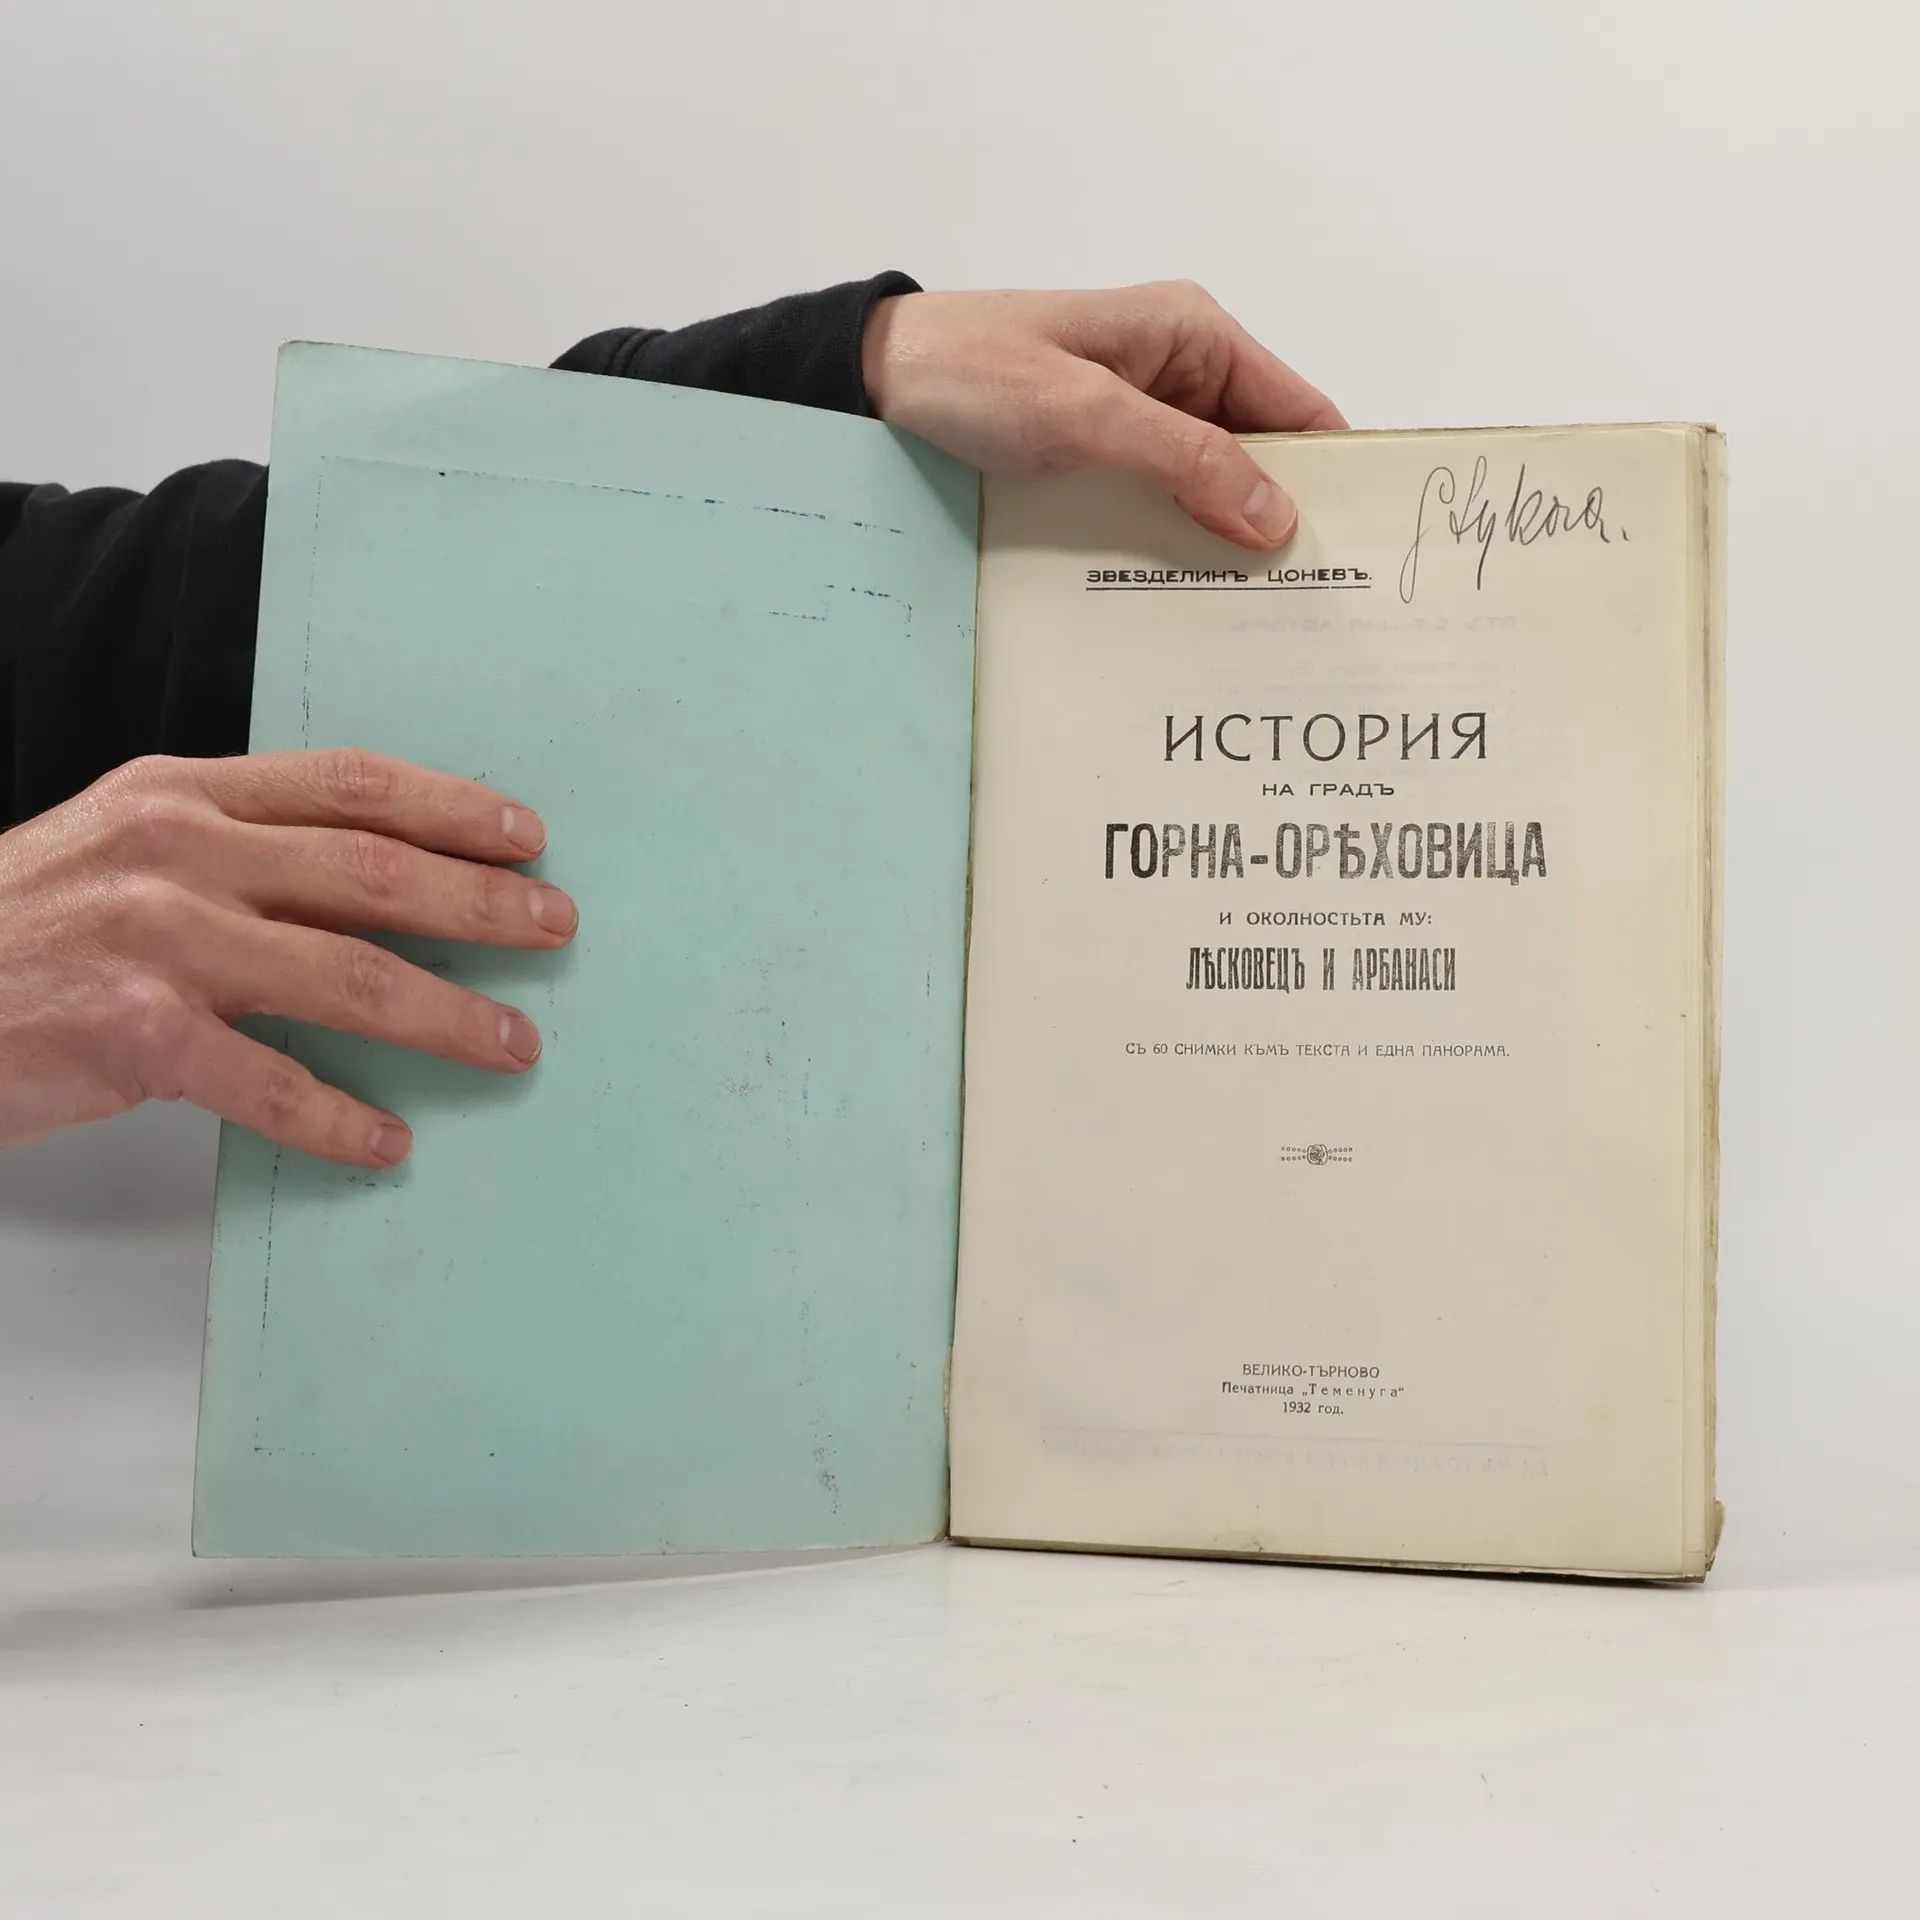 ЗВЕЗДЕЛИНЪ ЦОНЕВЪ.
ИСТОРИЯ
НА ГРАДЪ
ГОРНА-ОРѢХОВИЦА
И ОКОЛНОСТЬТА МУ:
ЛѢСКОВЕЦЪ И АРБАНАСИ
СЪ 60 СНИМКИ КЪМЪ ТЕКСТА И ЕДНА ПАНОРАМА.
ВЕЛИКО-ТЪРНОВО
Печатница „Теменуга“
1932 год.